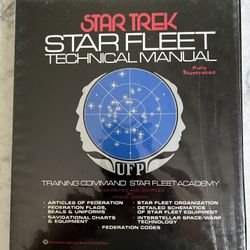 STAR TREK
STAR FLEET
TECHNICAL MANUAL
Fully
Illustrated
UFP
TRAINING COMMAND STAR FLEET ACADEMY
• ARTICLES OF FEDERATION
• FEDERATION FLAGS,
SEALS & UNIFORMS
• NAVIGATIONAL CHARTS
& EQUIPMENT
• STAR FLEET ORGANIZATION
• DETAILED SCHEMATICS
OF STAR FLEET EQUIPMENT
• INTERSTELLAR SPACE/WARP
TECHNOLOGY
• FEDERATION CODES